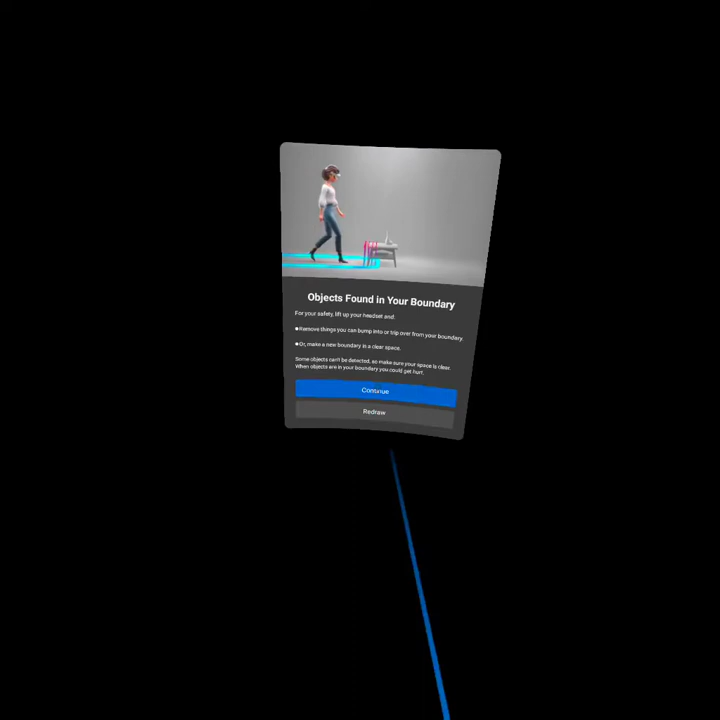 Objects Found in Your Boundary
For your safety, lift up your headset and:
●Remove things you can bump into or trip over from your boundary.
●Or, make a new boundary in a clear space.
Some objects can't be detected, so make sure your space is clear.
When objects are in your boundary you could get hurt.
Continue
Redraw